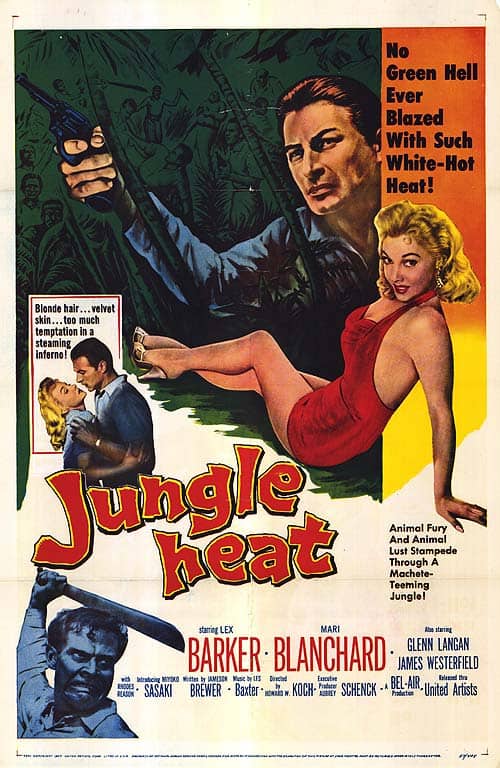 No
Green Hell
Ever
Blazed
With Such
White-Hot
Heat!
Blonde hair...velvet
skin...too much
temptation in a
steaming
inferno!
Jungle
heat
Animal Fury
And Animal
Lust Stampede
Through A
Machete-
Teeming
Jungle!
starring LEX
BARKER •
MARI
BLANCHARD •
Also starring
GLENN LANGAN
JAMES WESTERFIELD
with
RHODES
REASON
Introducing MIYOKO
SASAKI
Written by JAMESON
BREWER •
Music by LES
Baxter •
Directed
by
HOWARD W. KOCH •
Executive
Producer
AUBREY
SCHENCK •
A BEL-AIR
Production
Released thru
United Artists